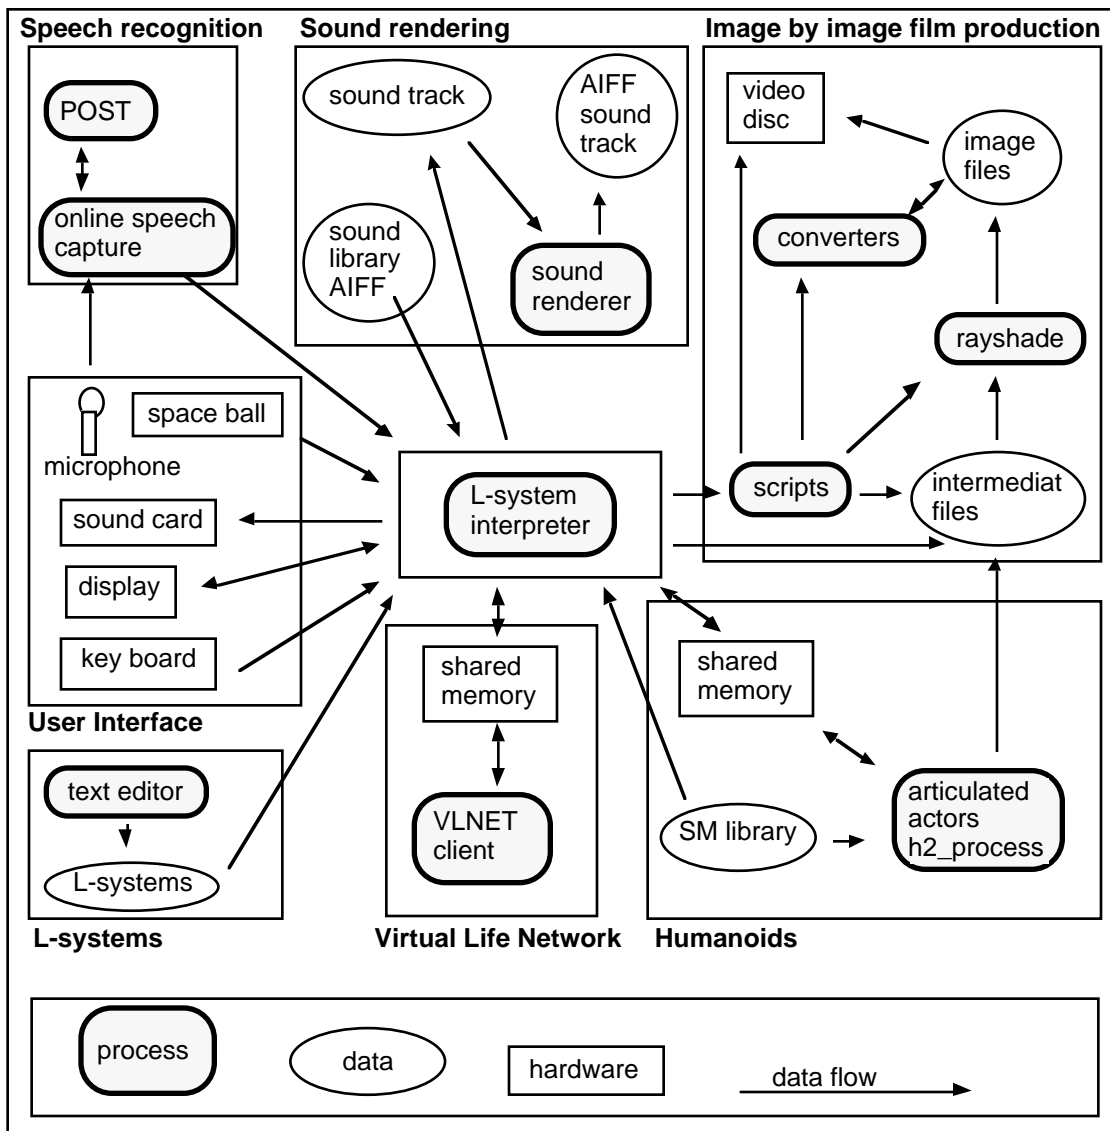 Speech recognition
POST
online speech
capture
Sound rendering
sound track
AIFF
sound
track
sound
library
AIFF
sound
renderer
Image by image film production
video
disc
image
files
converters
rayshade
scripts
intermediat
files
space ball
microphone
sound card
display
key board
User Interface
L-system
interpreter
text editor
L-systems
L-systems
shared
memory
VLNET
client
Virtual Life Network
shared
memory
SM library
articulated
actors
h2_process
Humanoids
process
data
hardware
data flow